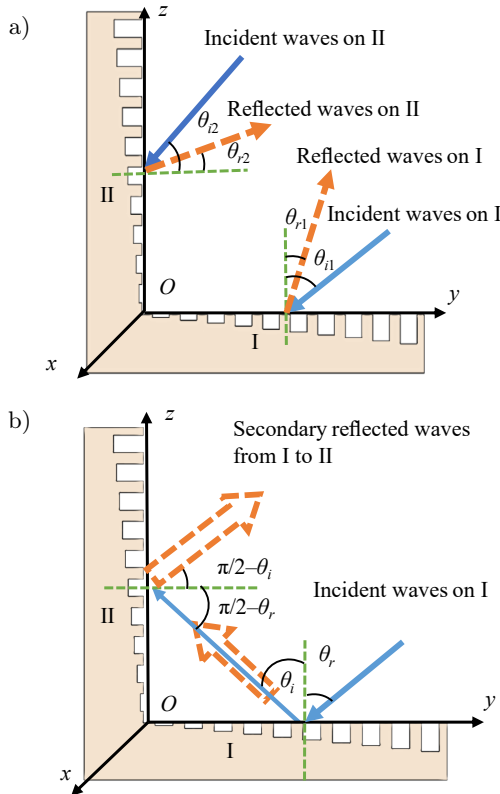 a)
z
Incident waves on II
Reflected waves on II
θi2
θr2
Reflected waves on I
II
θr1
Incident waves on I
θi1
O
y
I
x
b)
z
Secondary reflected waves
from I to II
π/2–θi
Incident waves on I
II
π/2–θr
θr
θi
O
y
I
x